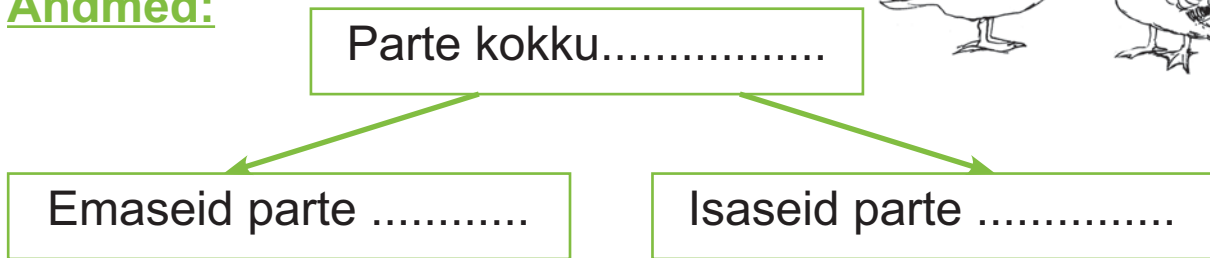 Andmed:
Parte kokku.................
Emaseid parte ............
Isaseid parte ...............